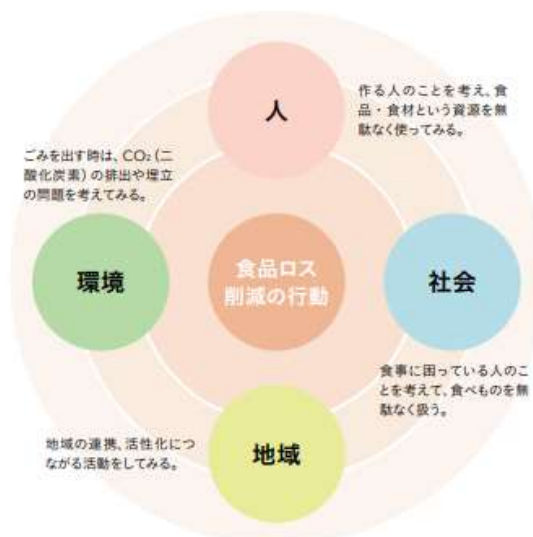 人
作る人のことを考え、食
品・食材という資源を無
駄なく使ってみる。
ごみを出す時は、CO₂（二
酸化炭素）の排出や埋立
の問題を考えてみる。
環境
食品ロス
削減の行動
社会
食事に困っている人のこ
とを考えて、食べものを無
駄なく扱う。
地域の連携、活性化につ
ながる活動をしてみる。
地域